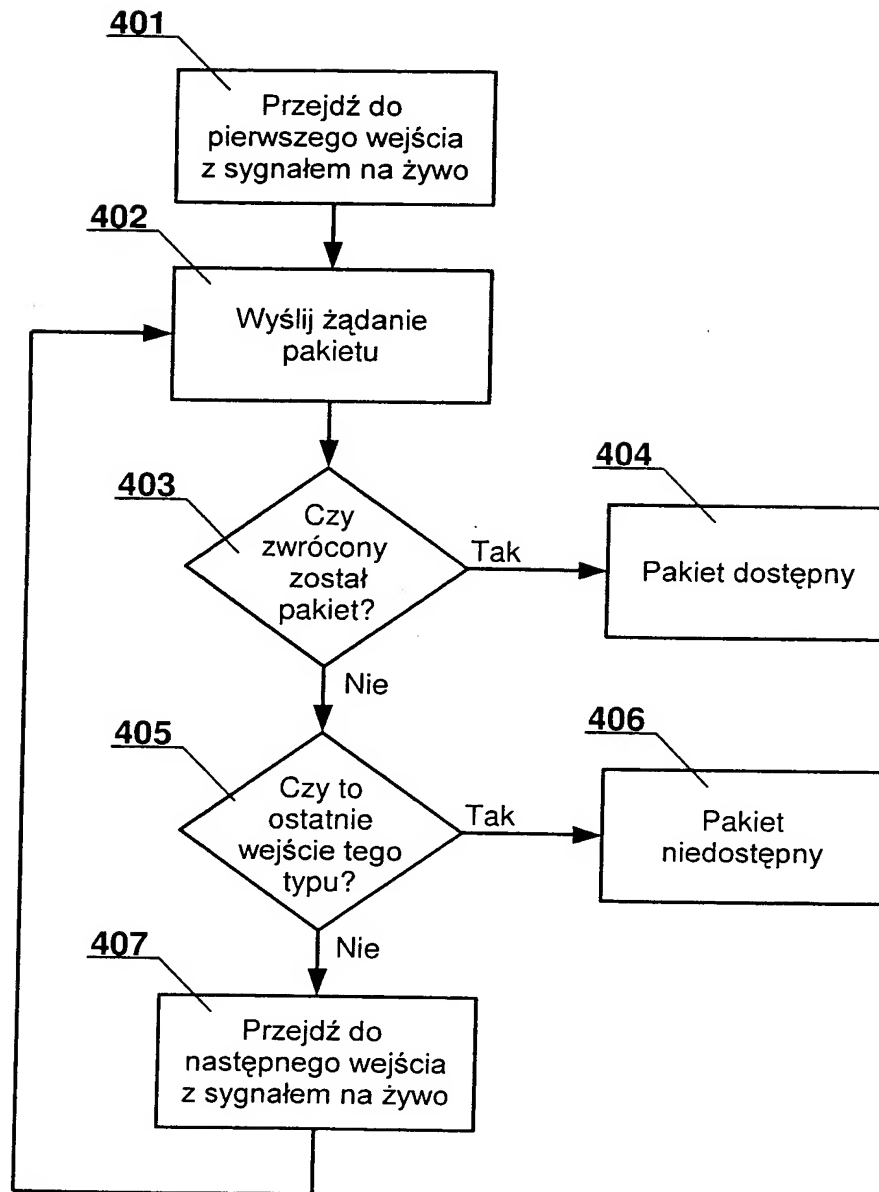 401
Przejdź do
pierwszego wejścia
z sygnałem na żywo
402
Wyślij żądanie
pakietu
403
Czy
zwrócony
został
pakiet?
Tak
404
Pakiet dostępny
Nie
405
Czy to
ostatnie
wejście tego
typu?
Tak
406
Pakiet
niedostępny
Nie
407
Przejdź do
następnego wejścia
z sygnałem na żywo